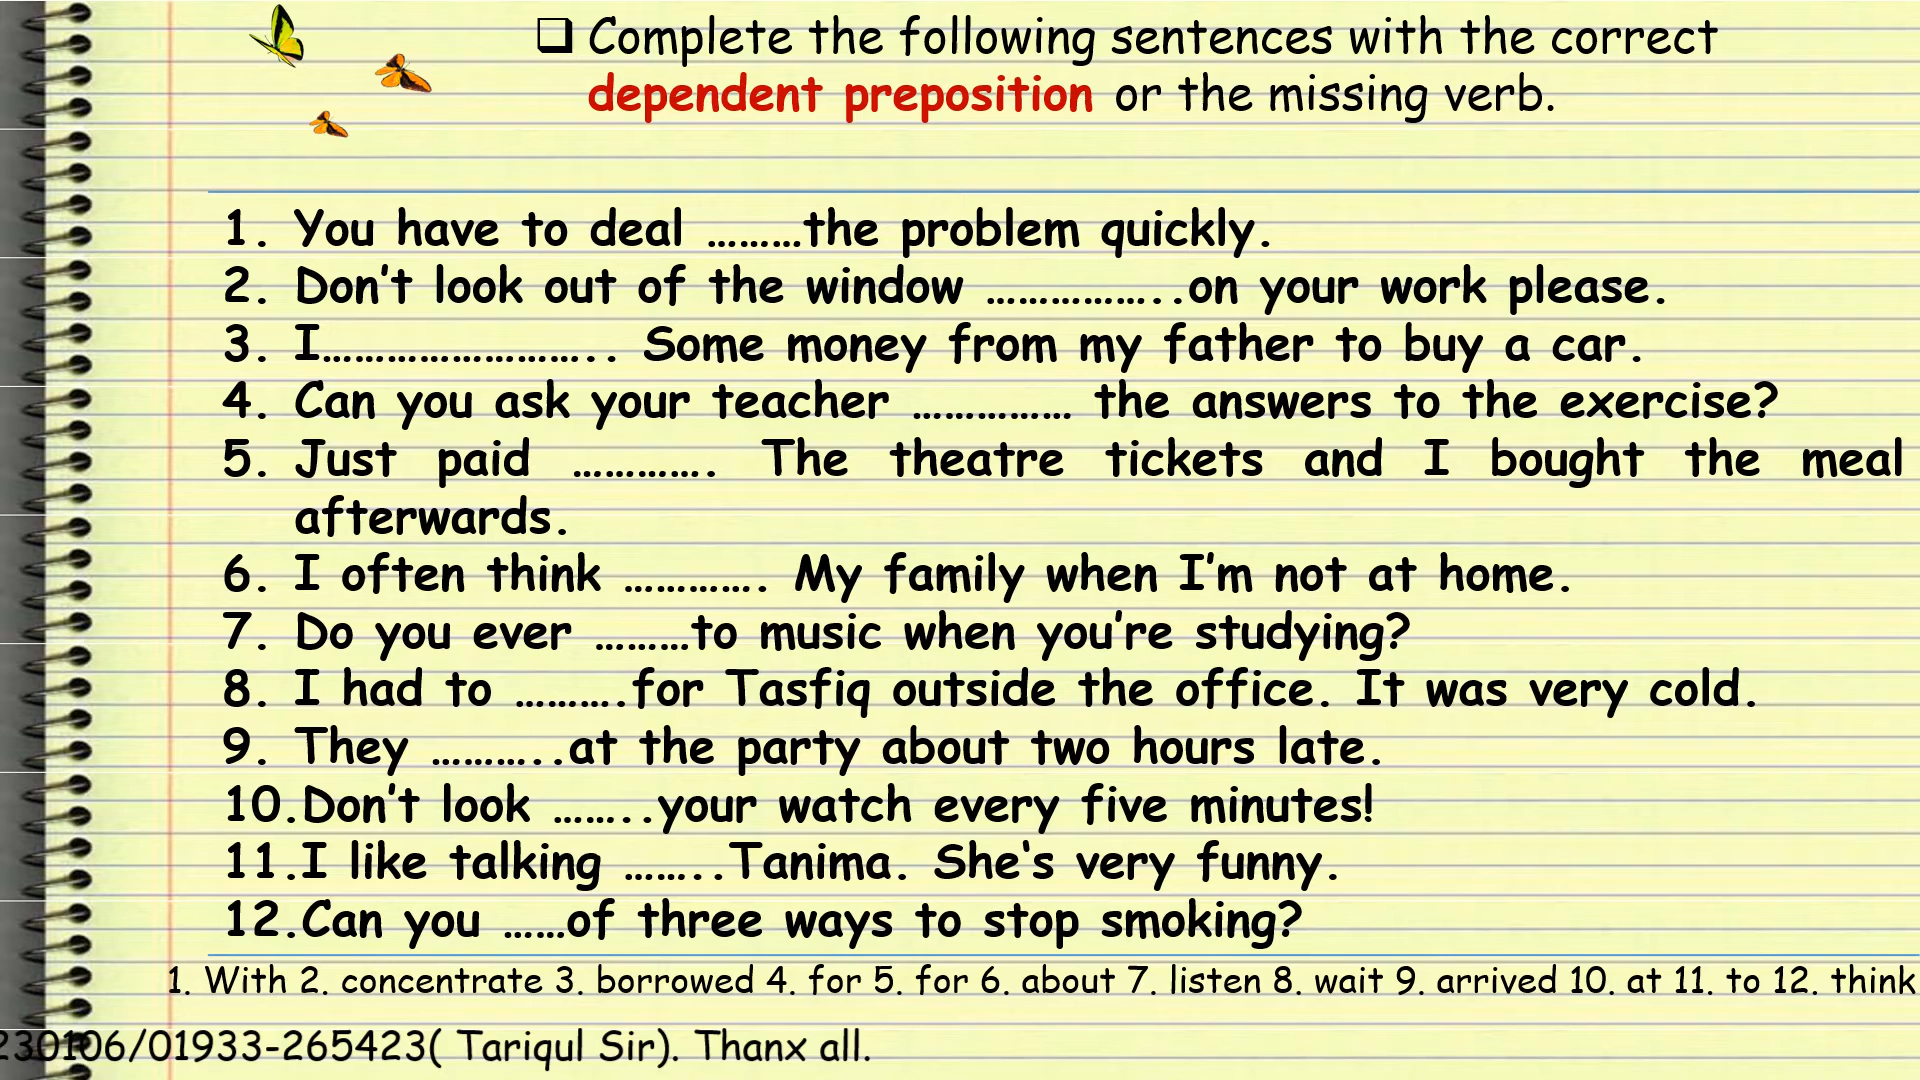 ❑ Complete the following sentences with the correct
dependent preposition or the missing verb.
1. You have to deal ………the problem quickly.
2. Don’t look out of the window ……………..on your work please.
3. I…………………….. Some money from my father to buy a car.
4. Can you ask your teacher …………… the answers to the exercise?
5. Just paid …………. The theatre tickets and I bought the meal
afterwards.
6. I often think …………. My family when I’m not at home.
7. Do you ever ………to music when you’re studying?
8. I had to ……….for Tasfiq outside the office. It was very cold.
9. They ………..at the party about two hours late.
10.Don’t look ……..your watch every five minutes!
11.I like talking ……..Tanima. She‘s very funny.
12.Can you ……of three ways to stop smoking?
1. With 2. concentrate 3. borrowed 4. for 5. for 6. about 7. listen 8. wait 9. arrived 10. at 11. to 12. think
230106/01933-265423( Tariqul Sir). Thanx all.